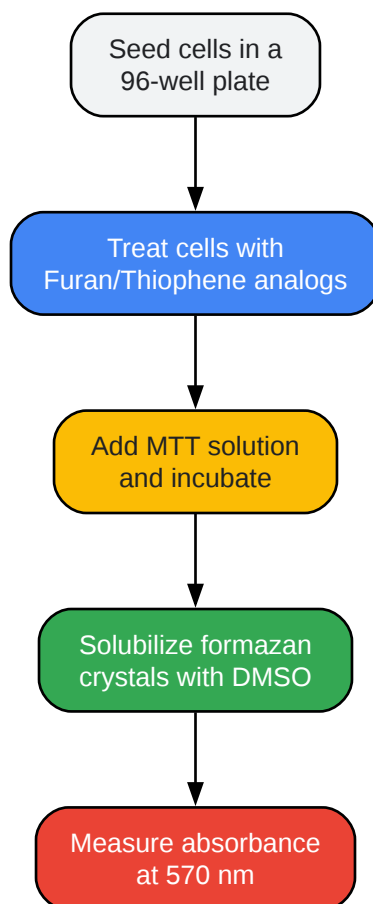 Seed cells in a
96-well plate
Treat cells with
Furan/Thiophene analogs
Add MTT solution
and incubate
Solubilize formazan
crystals with DMSO
Measure absorbance
at 570 nm